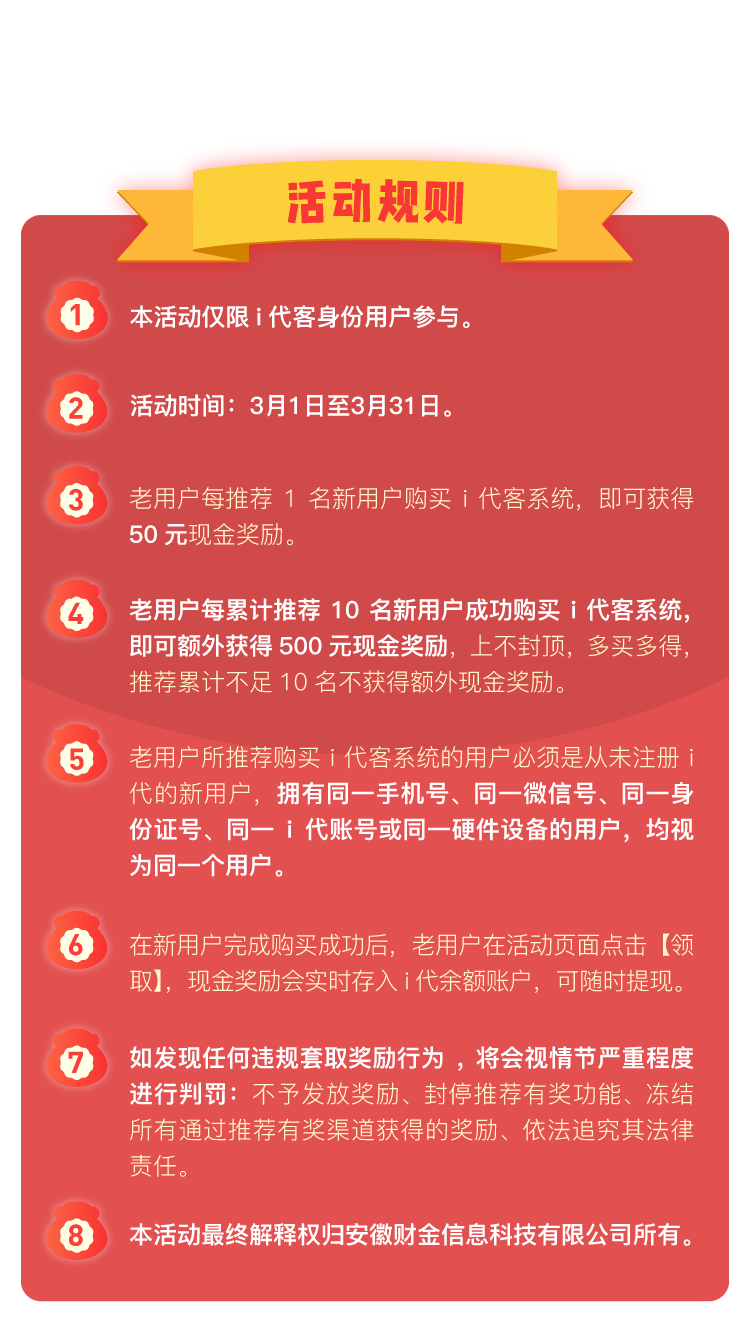 活动规则
1
本活动仅限 i 代客身份用户参与。
2
活动时间：3月1日至3月31日。
3
老用户每推荐 1 名新用户购买 i 代客系统，即可获得
50 元现金奖励。
4
老用户每累计推荐 10 名新用户成功购买 i 代客系统，
即可额外获得 500 元现金奖励，上不封顶，多买多得，
推荐累计不足 10 名不获得额外现金奖励。
5
老用户所推荐购买 i 代客系统的用户必须是从未注册 i
代的新用户，拥有同一手机号、同一微信号、同一身
份证号、同一 i 代账号或同一硬件设备的用户，均视
为同一个用户。
6
在新用户完成购买成功后，老用户在活动页面点击【领
取】，现金奖励会实时存入 i 代余额账户，可随时提现。
7
如发现任何违规套取奖励行为 ，将会视情节严重程度
进行判罚：不予发放奖励、封停推荐有奖功能、冻结
所有通过推荐有奖渠道获得的奖励、依法追究其法律
责任。
8
本活动最终解释权归安徽财金信息科技有限公司所有。